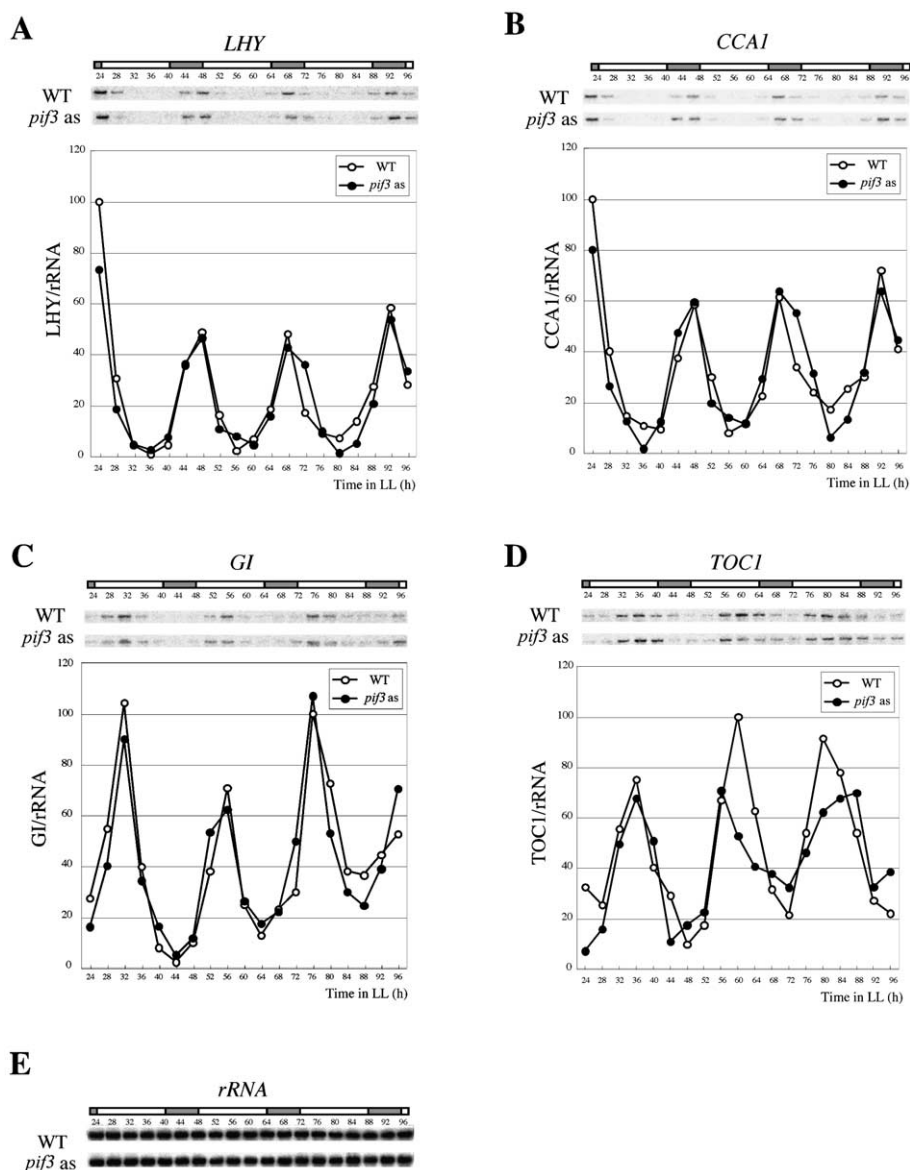 A
LHY
24 28 32 36 40 44 48 52 56 60 64 68 72 76 80 84 88 92 96
WT
pif3 as
120
100
80
60
40
20
0
LHY/rRNA
WT
pif3 as
24 28 32 36 40 44 48 52 56 60 64 68 72 76 80 84 88 92 96
Time in LL (h)
B
CCA1
24 28 32 36 40 44 48 52 56 60 64 68 72 76 80 84 88 92 96
WT
pif3 as
120
100
80
60
40
20
0
CCA1/rRNA
WT
pif3 as
24 28 32 36 40 44 48 52 56 60 64 68 72 76 80 84 88 92 96
Time in LL (h)
C
GI
24 28 32 36 40 44 48 52 56 60 64 68 72 76 80 84 88 92 96
WT
pif3 as
120
100
80
60
40
20
0
GI/rRNA
WT
pif3 as
24 28 32 36 40 44 48 52 56 60 64 68 72 76 80 84 88 92 96
Time in LL (h)
D
TOC1
24 28 32 36 40 44 48 52 56 60 64 68 72 76 80 84 88 92 96
WT
pif3 as
120
100
80
60
40
20
0
TOC1/rRNA
WT
pif3 as
24 28 32 36 40 44 48 52 56 60 64 68 72 76 80 84 88 92 96
Time in LL (h)
E
rRNA
24 28 32 36 40 44 48 52 56 60 64 68 72 76 80 84 88 92 96
WT
pif3 as